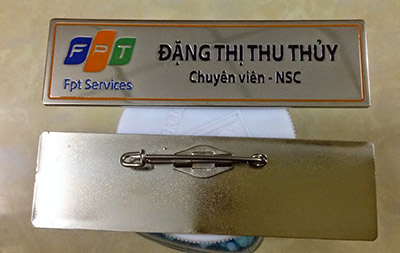 FPT
Fpt Services
ĐẶNG THỊ THU THỦY
Chuyên viên - NSC